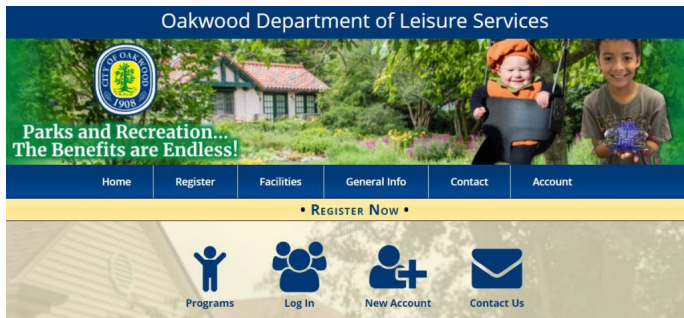 Oakwood Department of Leisure Services
CITY OF OAKWOOD
1908
Parks and Recreation...
The Benefits are Endless!
Home Register Facilities General Info Contact Account
• REGISTER NOW •
Programs Log In New Account Contact Us